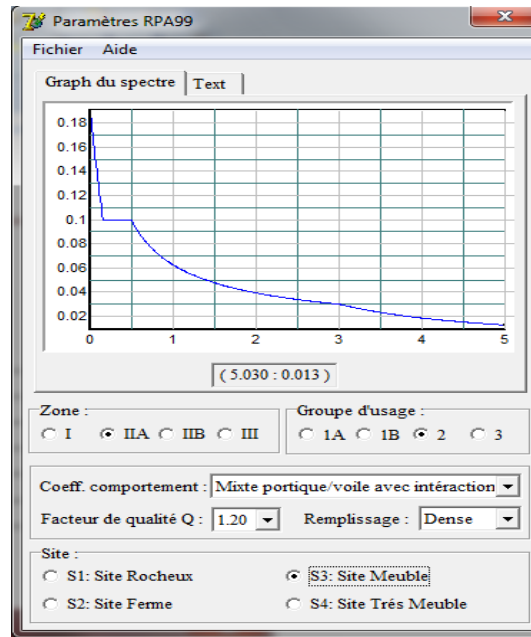 Paramètres RPA99
Fichier Aide
Graph du spectre Text
0.18
0.16
0.14
0.12
0.1
0.08
0.06
0.04
0.02
0 1 2 3 4 5
( 5.030 : 0.013 )
Zone :
I IIA IIB III
Groupe d'usage :
1A 1B 2 3
Coeff. comportement : Mixte portique/voile avec intéraction
Facteur de qualité Q : 1.20 Remplissage : Dense
Site :
S1: Site Rocheux S3: Site Meuble
S2: Site Ferme S4: Site Trés Meuble